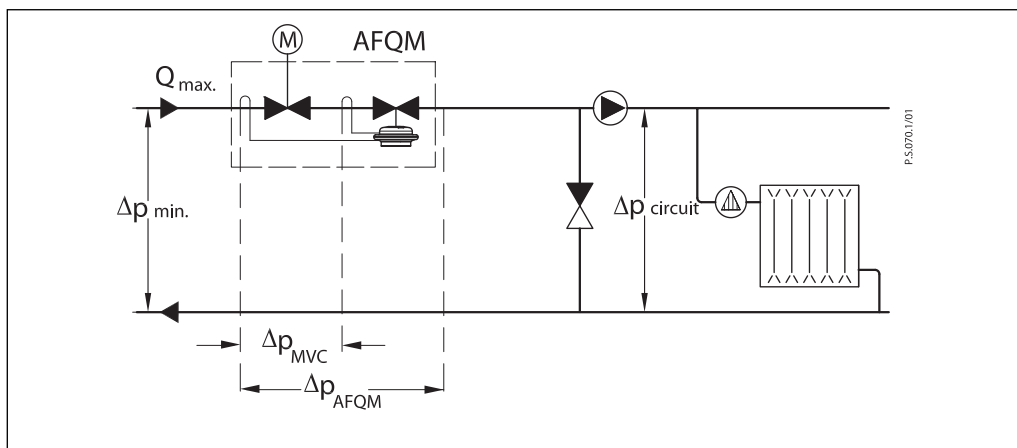 M
AFQM
Q max.
P.S.070.1/01
Δp min.
Δp circuit
Δp MVC
Δp AFQM